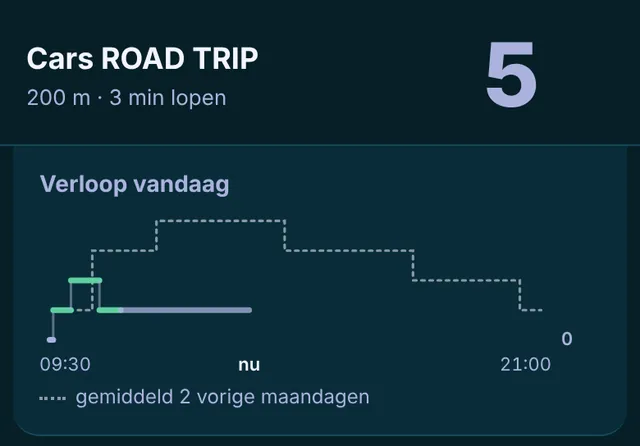 Cars ROAD TRIP
5
200 m · 3 min lopen
Verloop vandaag
0
09:30 nu 21:00
gemiddeld 2 vorige maandagen